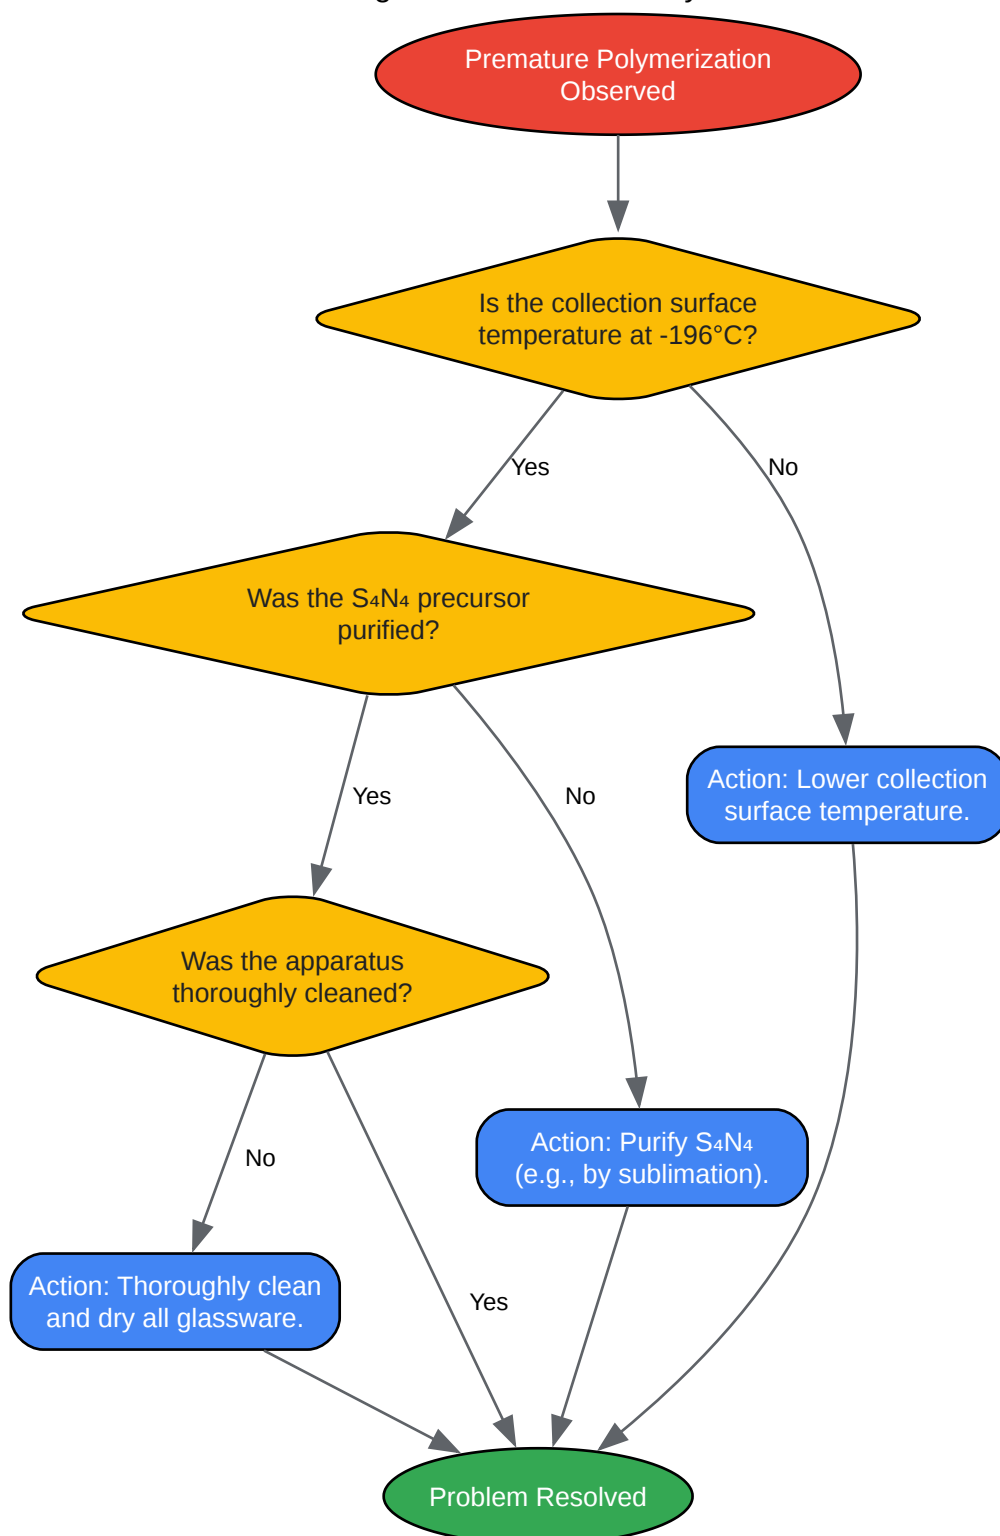 Premature Polymerization
Observed
Is the collection surface
temperature at -196°C?
Yes
No
Was the S₄N₄ precursor
purified?
Yes
No
Action: Lower collection
surface temperature.
Was the apparatus
thoroughly cleaned?
No
Yes
Action: Purify S₄N₄
(e.g., by sublimation).
Action: Thoroughly clean
and dry all glassware.
Problem Resolved